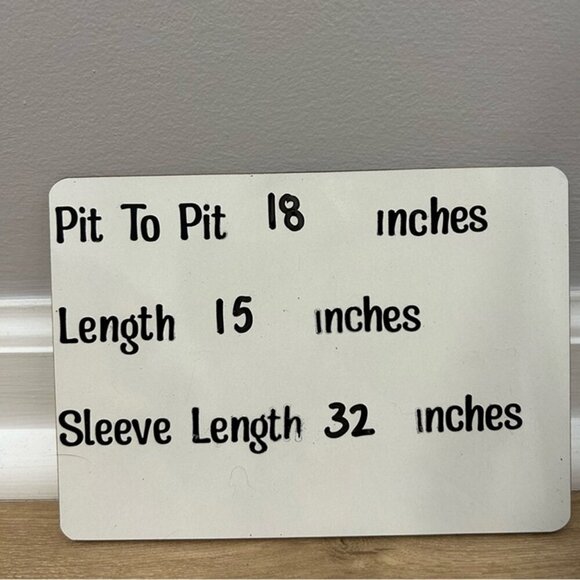 Pit To Pit 18 inches
Length 15 inches
Sleeve Length 32 inches